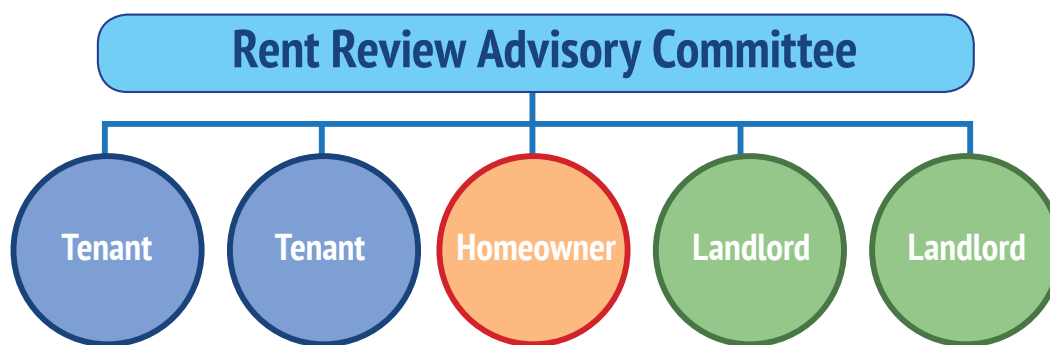 Rent Review Advisory Committee
Tenant
Tenant
Homeowner
Landlord
Landlord